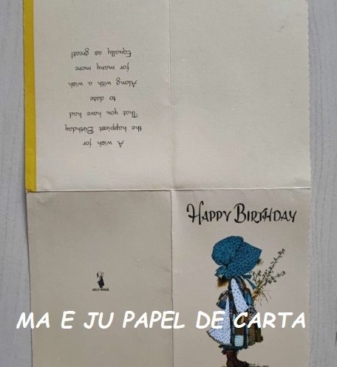 A wish for
the happiest Birthday
That you have had
to date
Along with a wish
for many more
Equally as great!
HAPPY BIRTHDAY
MA E JU PAPEL DE CARTA